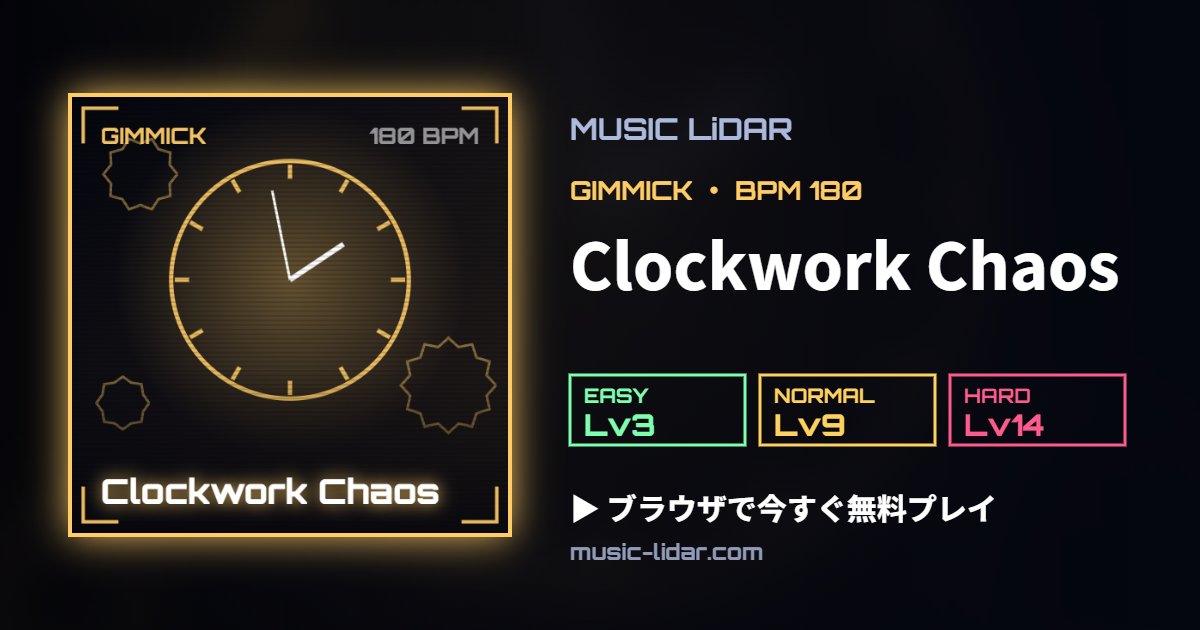 GIMMICK
180 BPM
Clockwork Chaos
MUSIC LiDAR
GIMMICK • BPM 180
Clockwork Chaos
EASY
Lv3
NORMAL
Lv9
HARD
Lv14
▶ ブラウザで今すぐ無料プレイ
music-lidar.com